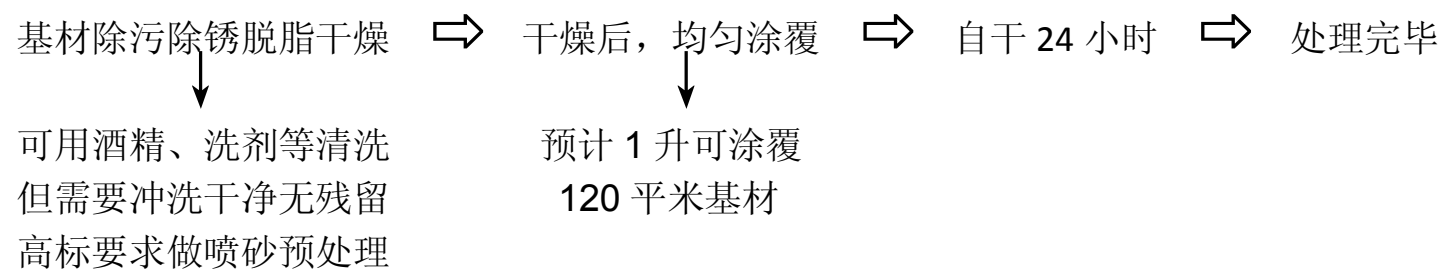 基材除污除锈脱脂干燥 ⇨ 干燥后，均匀涂覆 ⇨ 自干 24 小时 ⇨ 处理完毕
可用酒精、洗剂等清洗
但需要冲洗干净无残留
高标要求做喷砂预处理
预计 1 升可涂覆
120 平米基材